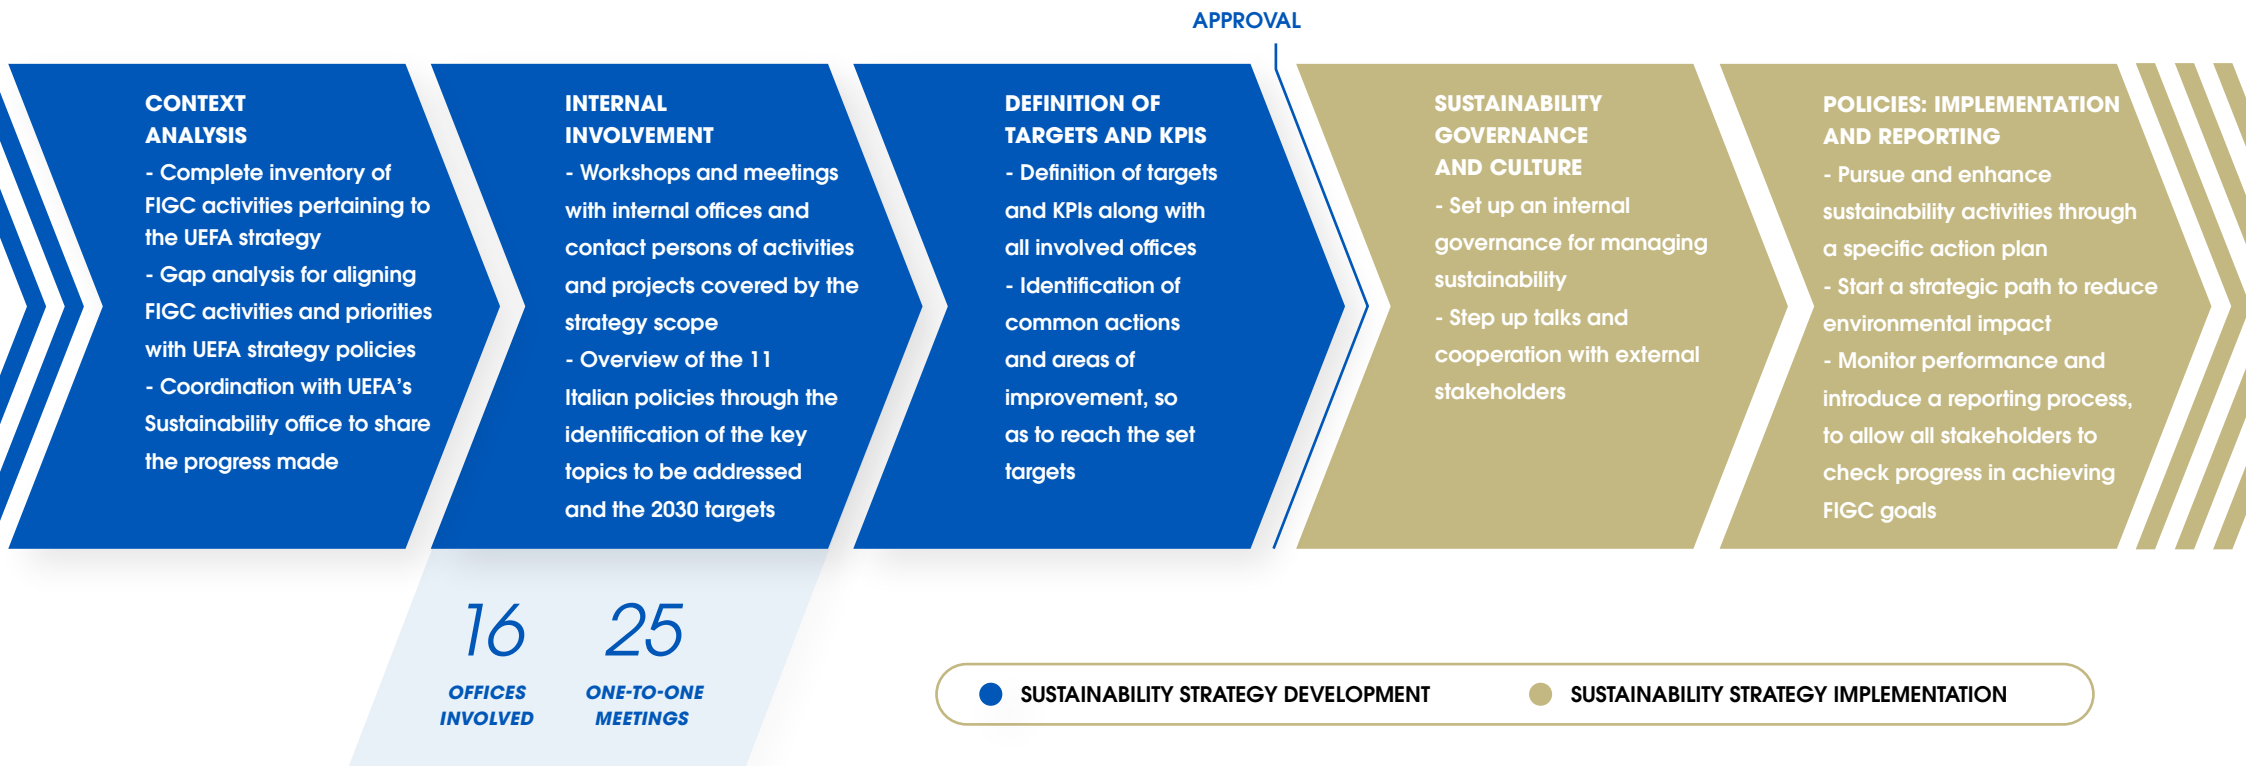 APPROVAL
CONTEXT
ANALYSIS
- Complete inventory of
FIGC activities pertaining to
the UEFA strategy
- Gap analysis for aligning
FIGC activities and priorities
with UEFA strategy policies
- Coordination with UEFA's
Sustainability office to share
the progress made
INTERNAL
INVOLVEMENT
- Workshops and meetings
with internal offices and
contact persons of activities
and projects covered by the
strategy scope
- Overview of the 11
Italian policies through the
identification of the key
topics to be addressed
and the 2030 targets
DEFINITION OF
TARGETS AND KPIS
- Definition of targets
and KPIs along with
all involved offices
- Identification of
common actions
and areas of
improvement, so
as to reach the set
targets
SUSTAINABILITY
GOVERNANCE
AND CULTURE
- Set up an internal
governance for managing
sustainability
- Step up talks and
cooperation with external
stakeholders
POLICIES: IMPLEMENTATION
AND REPORTING
- Pursue and enhance
sustainability activities through
a specific action plan
- Start a strategic path to reduce
environmental impact
- Monitor performance and
introduce a reporting process,
to allow all stakeholders to
check progress in achieving
FIGC goals
16
OFFICES
INVOLVED
25
ONE-TO-ONE
MEETINGS
SUSTAINABILITY STRATEGY DEVELOPMENT
SUSTAINABILITY STRATEGY IMPLEMENTATION